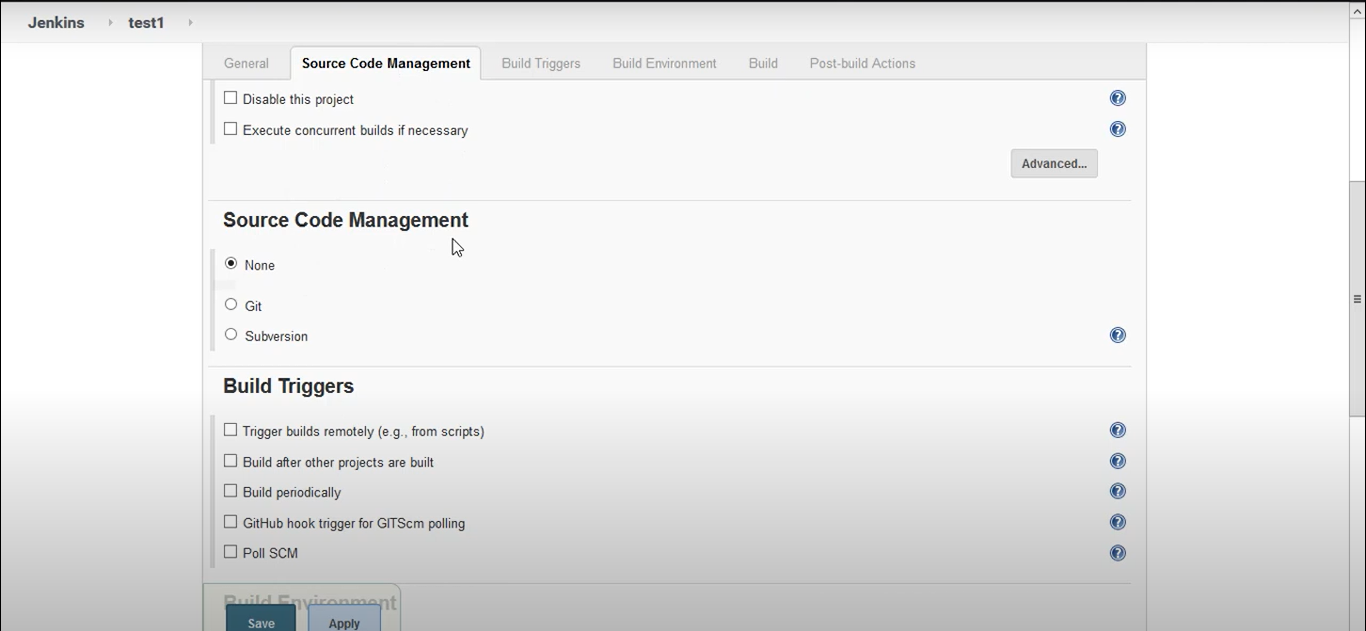 Jenkins test1
General Source Code Management Build Triggers Build Environment Build Post-build Actions
Disable this project
Execute concurrent builds if necessary
Advanced...
Source Code Management
None
Git
Subversion
Build Triggers
Trigger builds remotely (e.g., from scripts)
Build after other projects are built
Build periodically
GitHub hook trigger for GITScm polling
Poll SCM
Build Environment
Save Apply